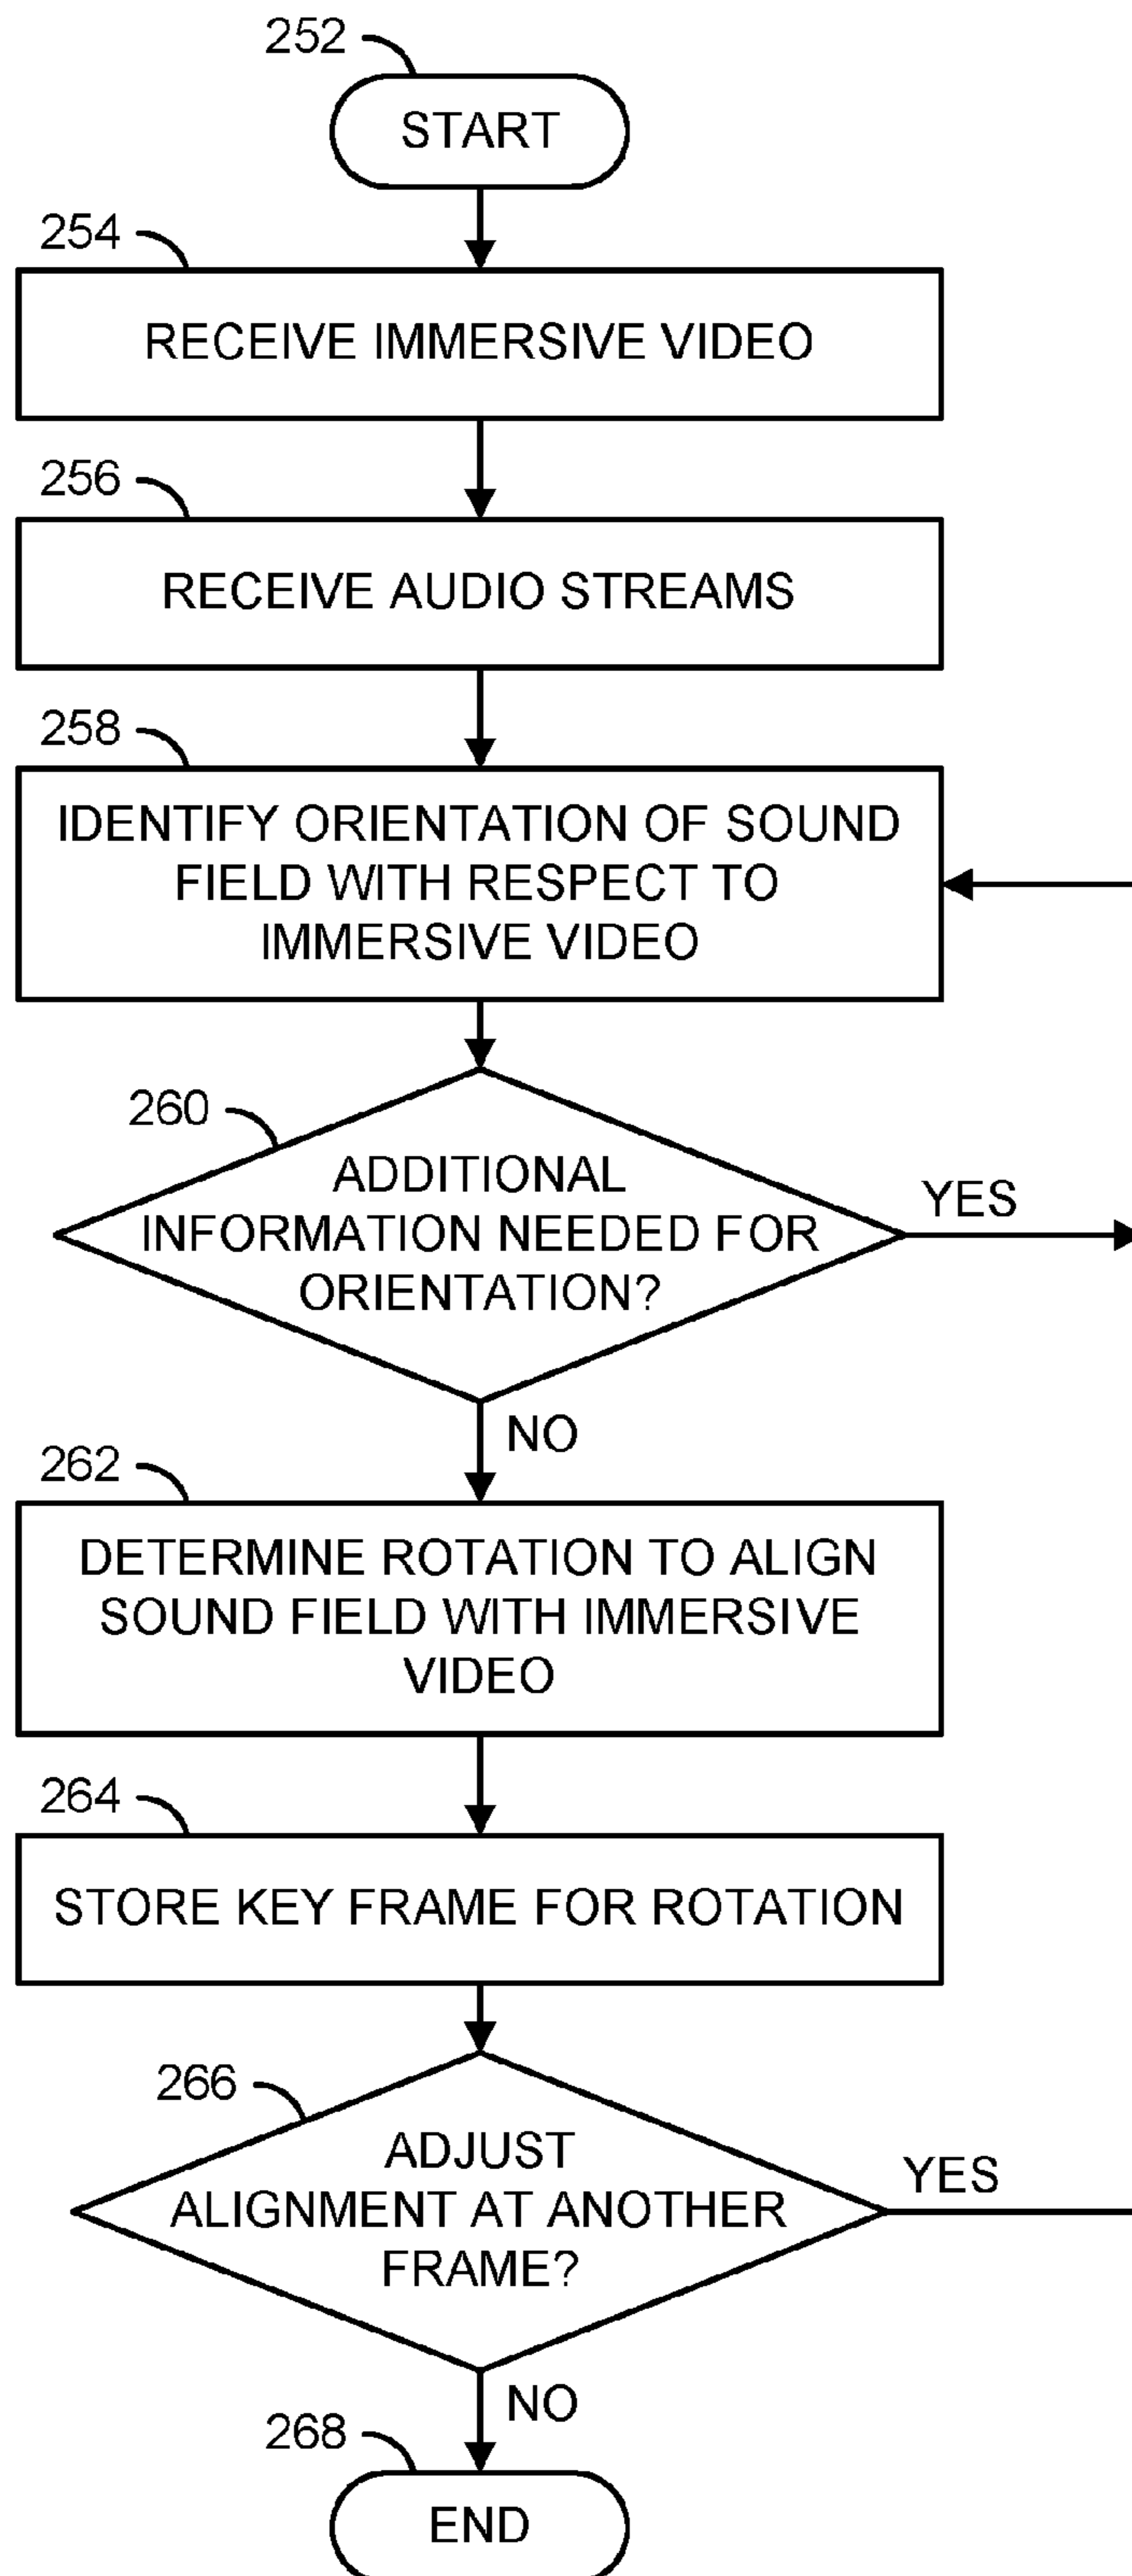 252
START
254
RECEIVE IMMERSIVE VIDEO
256
RECEIVE AUDIO STREAMS
258
IDENTIFY ORIENTATION OF SOUND
FIELD WITH RESPECT TO
IMMERSIVE VIDEO
260
ADDITIONAL
INFORMATION NEEDED FOR
ORIENTATION?
YES
NO
262
DETERMINE ROTATION TO ALIGN
SOUND FIELD WITH IMMERSIVE
VIDEO
264
STORE KEY FRAME FOR ROTATION
266
ADJUST
ALIGNMENT AT ANOTHER
FRAME?
YES
NO
268
END